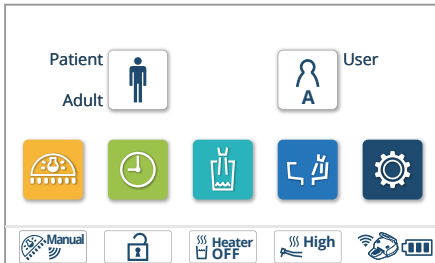 Patient
User
Adult
A
Manual
Heater
OFF
High